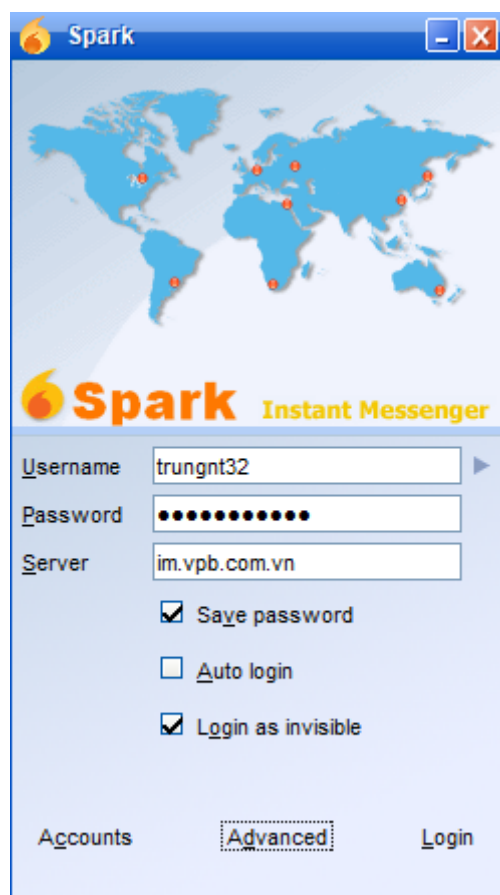 Spark
Spark Instant Messenger
Username trungnt32
Password ●●●●●●●●●●●
Server im.vpb.com.vn
Save password
Auto login
Login as invisible
Accounts Advanced Login